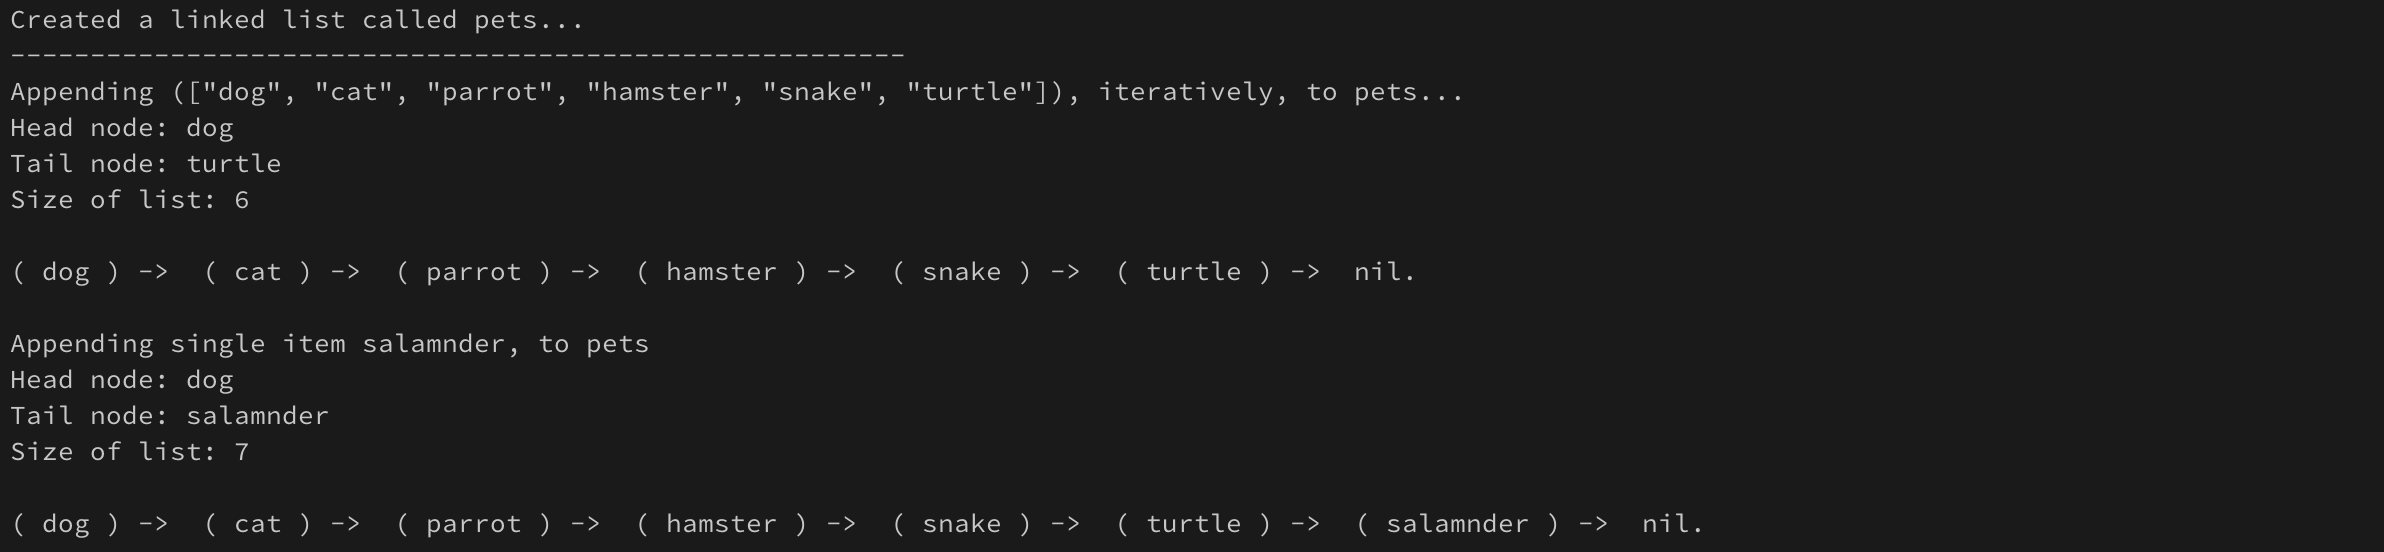 Created a linked list called pets...
--------------------------------------------------------
Appending (["dog", "cat", "parrot", "hamster", "snake", "turtle"]), iteratively, to pets...
Head node: dog
Tail node: turtle
Size of list: 6
( dog ) ->  ( cat ) ->  ( parrot ) ->  ( hamster ) ->  ( snake ) ->  ( turtle ) ->  nil.
Appending single item salamnder, to pets
Head node: dog
Tail node: salamnder
Size of list: 7
( dog ) ->  ( cat ) ->  ( parrot ) ->  ( hamster ) ->  ( snake ) ->  ( turtle ) ->  ( salamnder ) ->  nil.